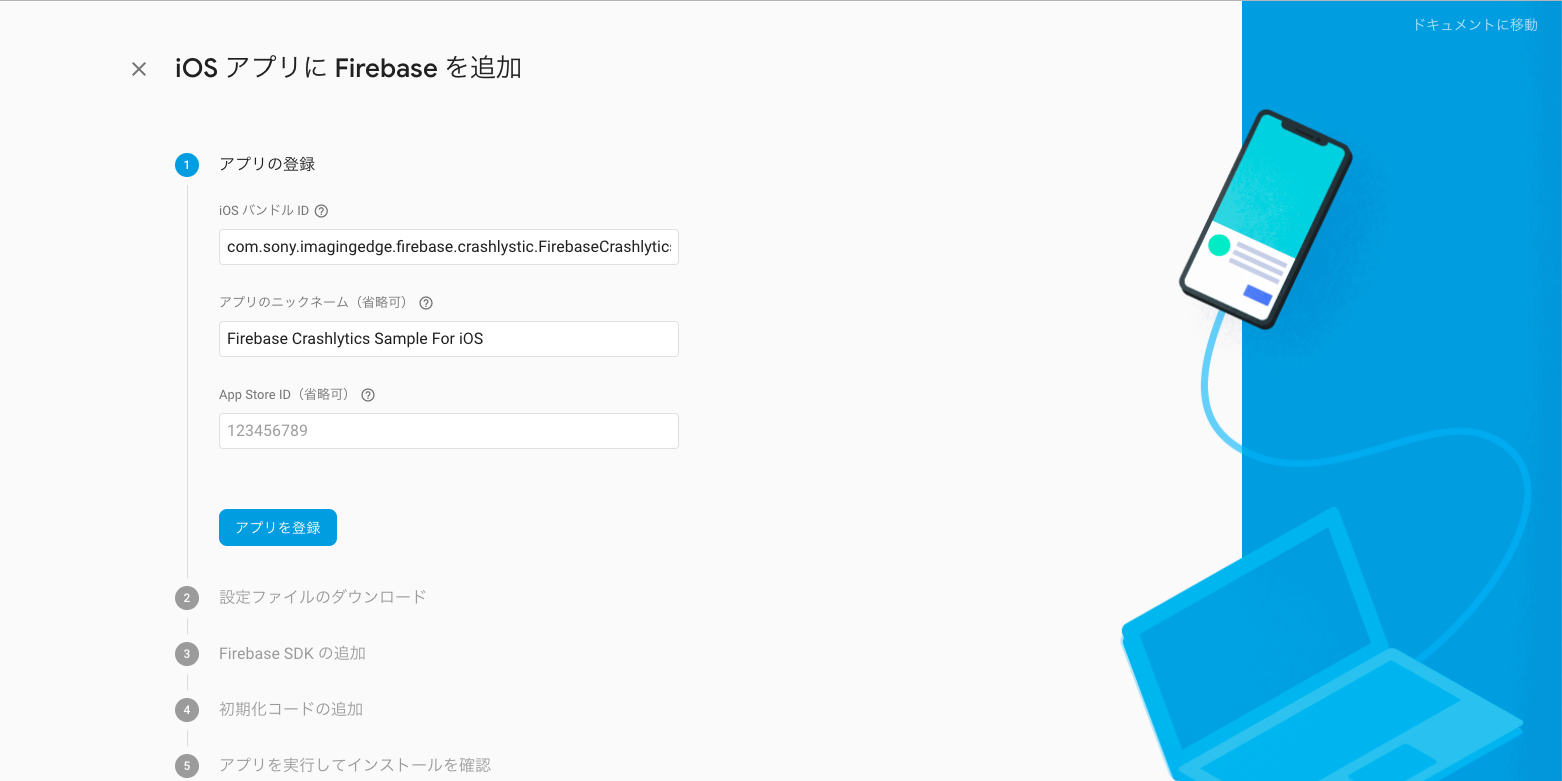 ドキュメントに移動
iOS アプリに Firebase を追加
1 アプリの登録
iOS バンドル ID
com.sony.imagingedge.firebase.crashlystic.FirebaseCrashlytics
アプリのニックネーム（省略可）
Firebase Crashlytics Sample For iOS
App Store ID（省略可）
123456789
アプリを登録
2 設定ファイルのダウンロード
3 Firebase SDK の追加
4 初期化コードの追加
5 アプリを実行してインストールを確認